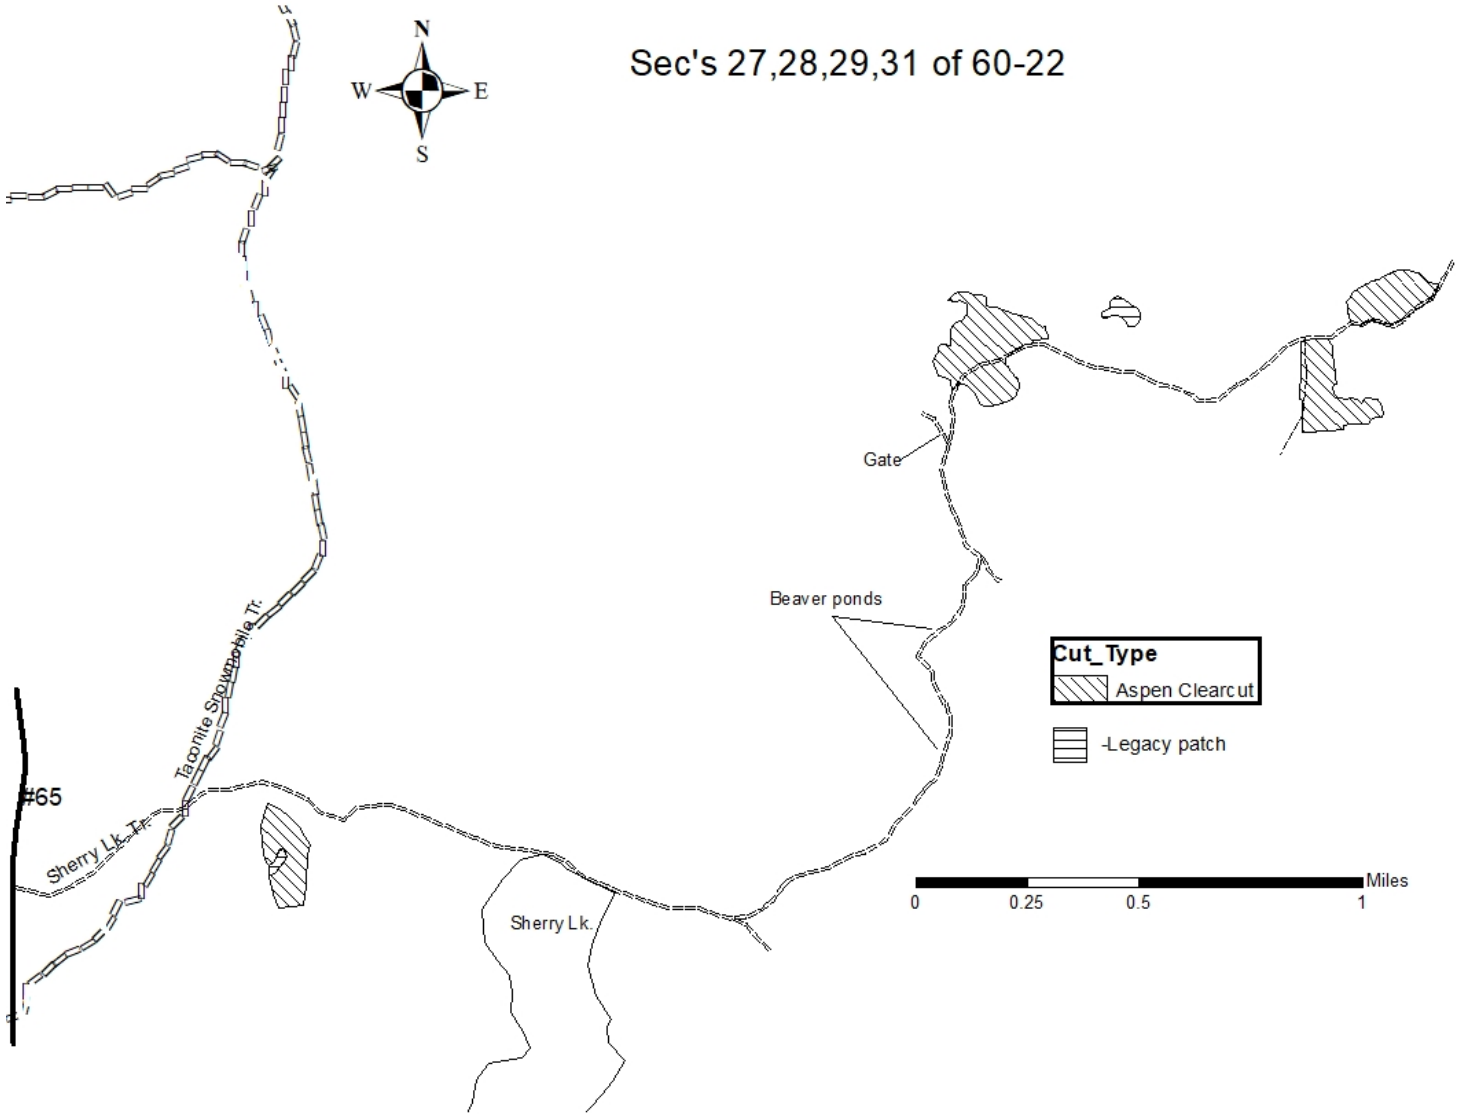 N
Sec's 27,28,29,31 of 60-22
W E
S
Gate
Beaver ponds
Taconite Snowmobile Tr.
Cut_Type
Aspen Clearcut
-Legacy patch
#65
Sherry Lk. Tr.
Miles
0 0.25 0.5 1
Sherry Lk.